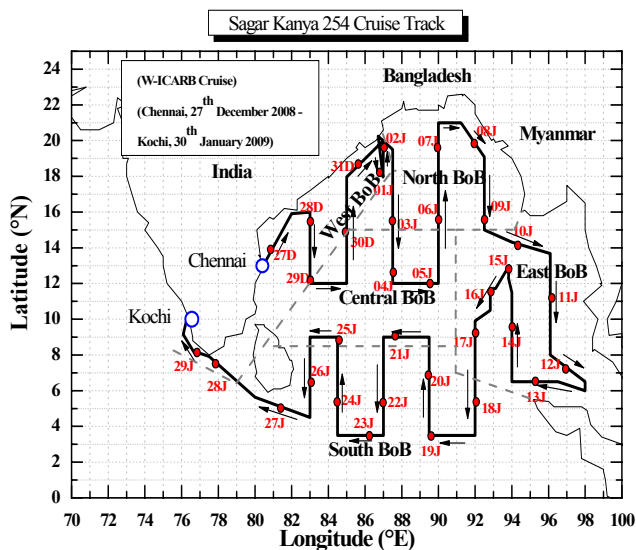 Sagar Kanya 254 Cruise Track
(W-ICARB Cruise)
(Chennai, 27th December 2008 -
Kochi, 30th January 2009)
Bangladesh
Myanmar
India
Chennai
Kochi
West BoB
North BoB
Central BoB
East BoB
South BoB
27D
28D
29D
30D
31D
01J
02J
03J
04J
05J
06J
07J
08J
09J
10J
11J
12J
13J
14J
15J
16J
17J
18J
19J
20J
21J
22J
23J
24J
25J
26J
27J
28J
29J
Latitude (°N)
25
24
22
20
18
16
14
12
10
8
6
4
2
0
70 72 74 76 78 80 82 84 86 88 90 92 94 96 98 100
Longitude (°E)